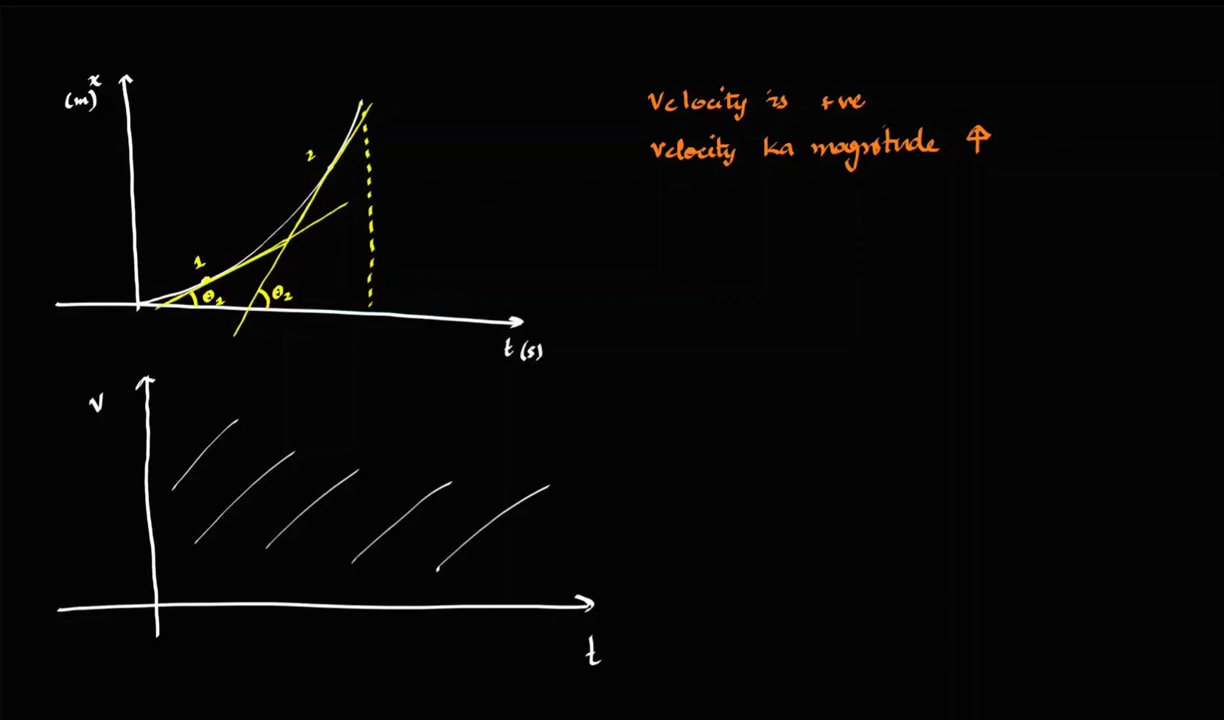 x
(m)
2
1
θ₂ θ₂
t (s)
velocity is +ve
velocity ka magnitude ↑
v
t